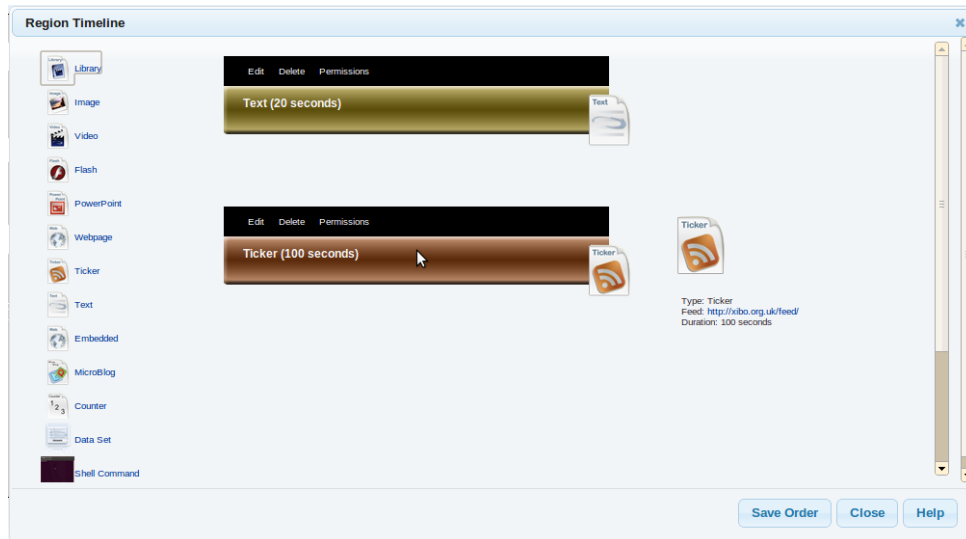 Region Timeline
Library
Image
Video
Flash
PowerPoint
Webpage
Ticker
Text
Embedded
MicroBlog
Counter
Data Set
Shell Command
Edit Delete Permissions
Text (20 seconds)
Text
Edit Delete Permissions
Ticker (100 seconds)
Ticker
Ticker
Type: Ticker
Feed: http://xibo.org.uk/feed/
Duration: 100 seconds
Save Order Close Help